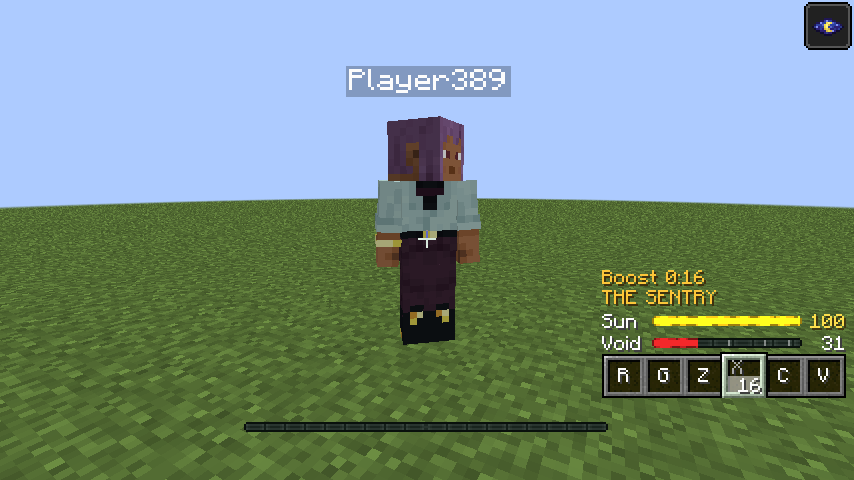 Player389
Boost 0:16
THE SENTRY
Sun 100
Void 31
R G Z X 16 C V